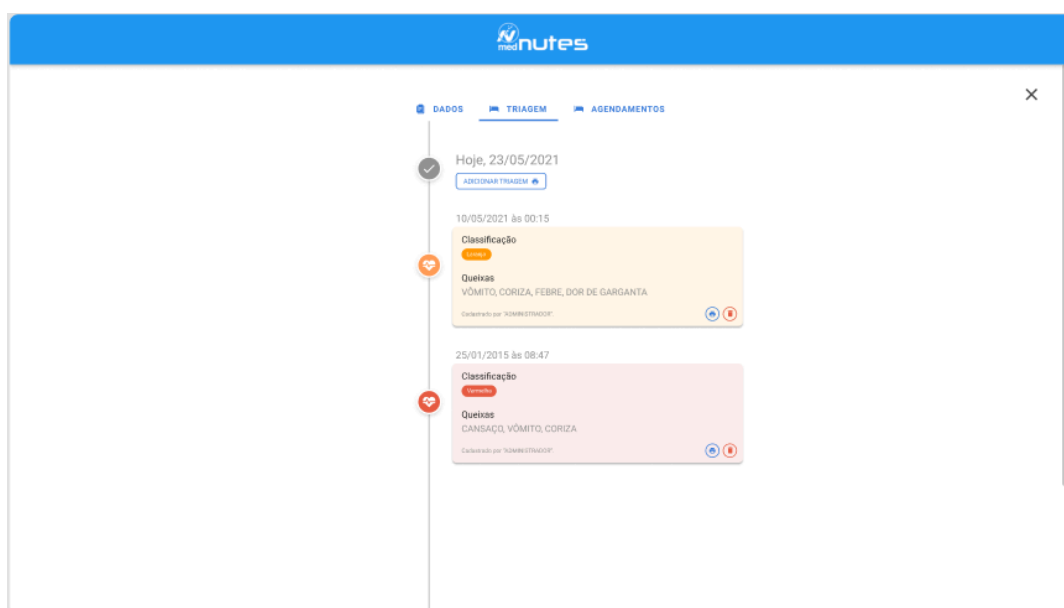 med nutes
DADOS TRIAGEM AGENDAMENTOS
Hoje, 23/05/2021
ADICIONAR TRIAGEM
10/05/2021 às 00:15
Classificação
Laranja
Queixas
VÔMITO, CORIZA, FEBRE, DOR DE GARGANTA
Cadastrado por "ADMINISTRADOR".
25/01/2015 às 08:47
Classificação
Vermelho
Queixas
CANSAÇO, VÔMITO, CORIZA
Cadastrado por "ADMINISTRADOR".